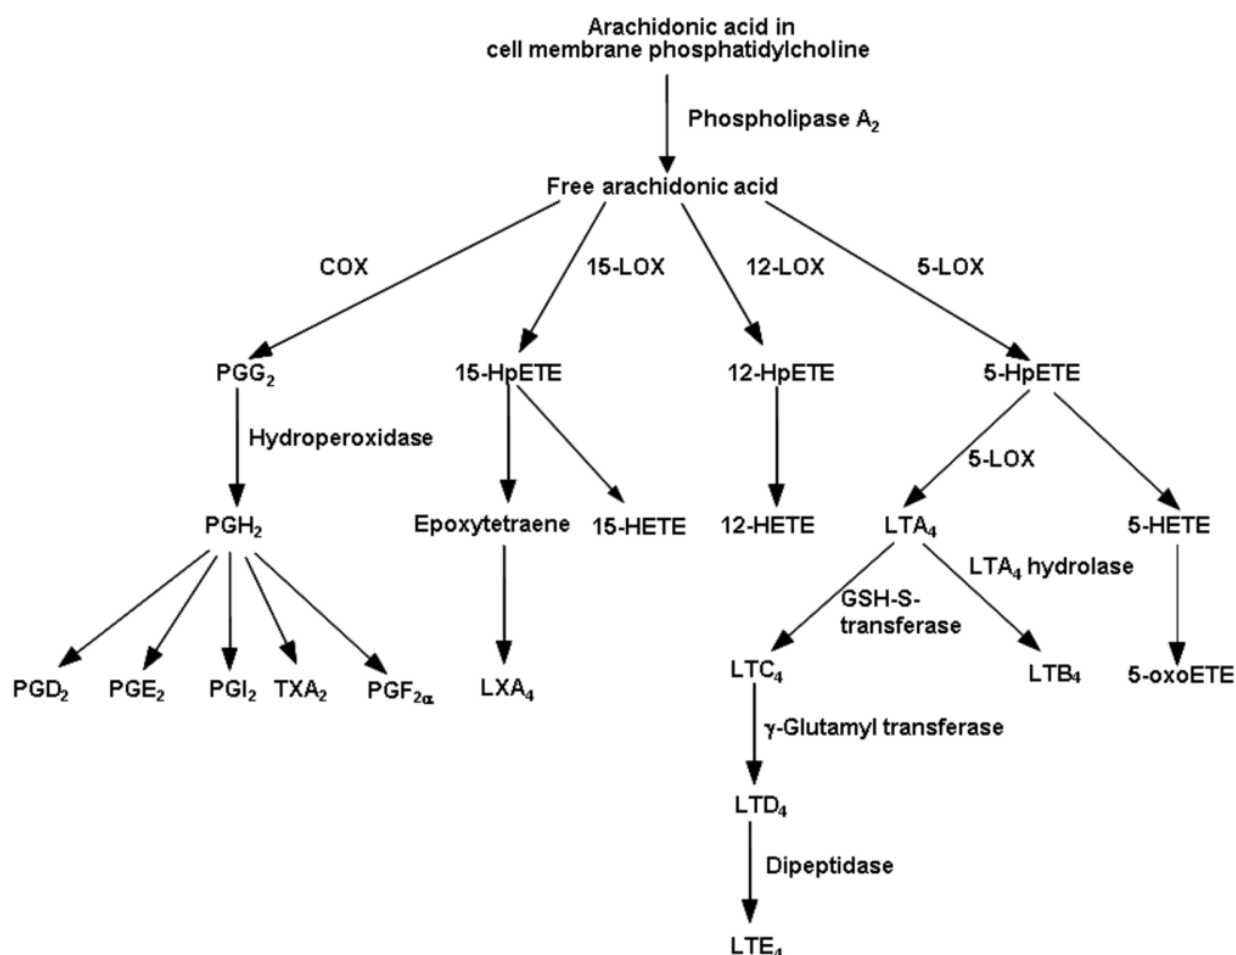 Arachidonic acid in
cell membrane phosphatidylcholine
Phospholipase A₂
Free arachidonic acid
COX
15-LOX
12-LOX
5-LOX
PGG₂
15-HpETE
12-HpETE
5-HpETE
Hydroperoxidase
5-LOX
PGH₂
Epoxytetraene
15-HETE
12-HETE
LTA₄
5-HETE
LTA₄ hydrolase
GSH-S-
transferase
PGD₂
PGE₂
PGI₂
TXA₂
PGF₂α
LXA₄
LTC₄
LTB₄
5-oxoETE
γ-Glutamyl transferase
LTD₄
Dipeptidase
LTE₄